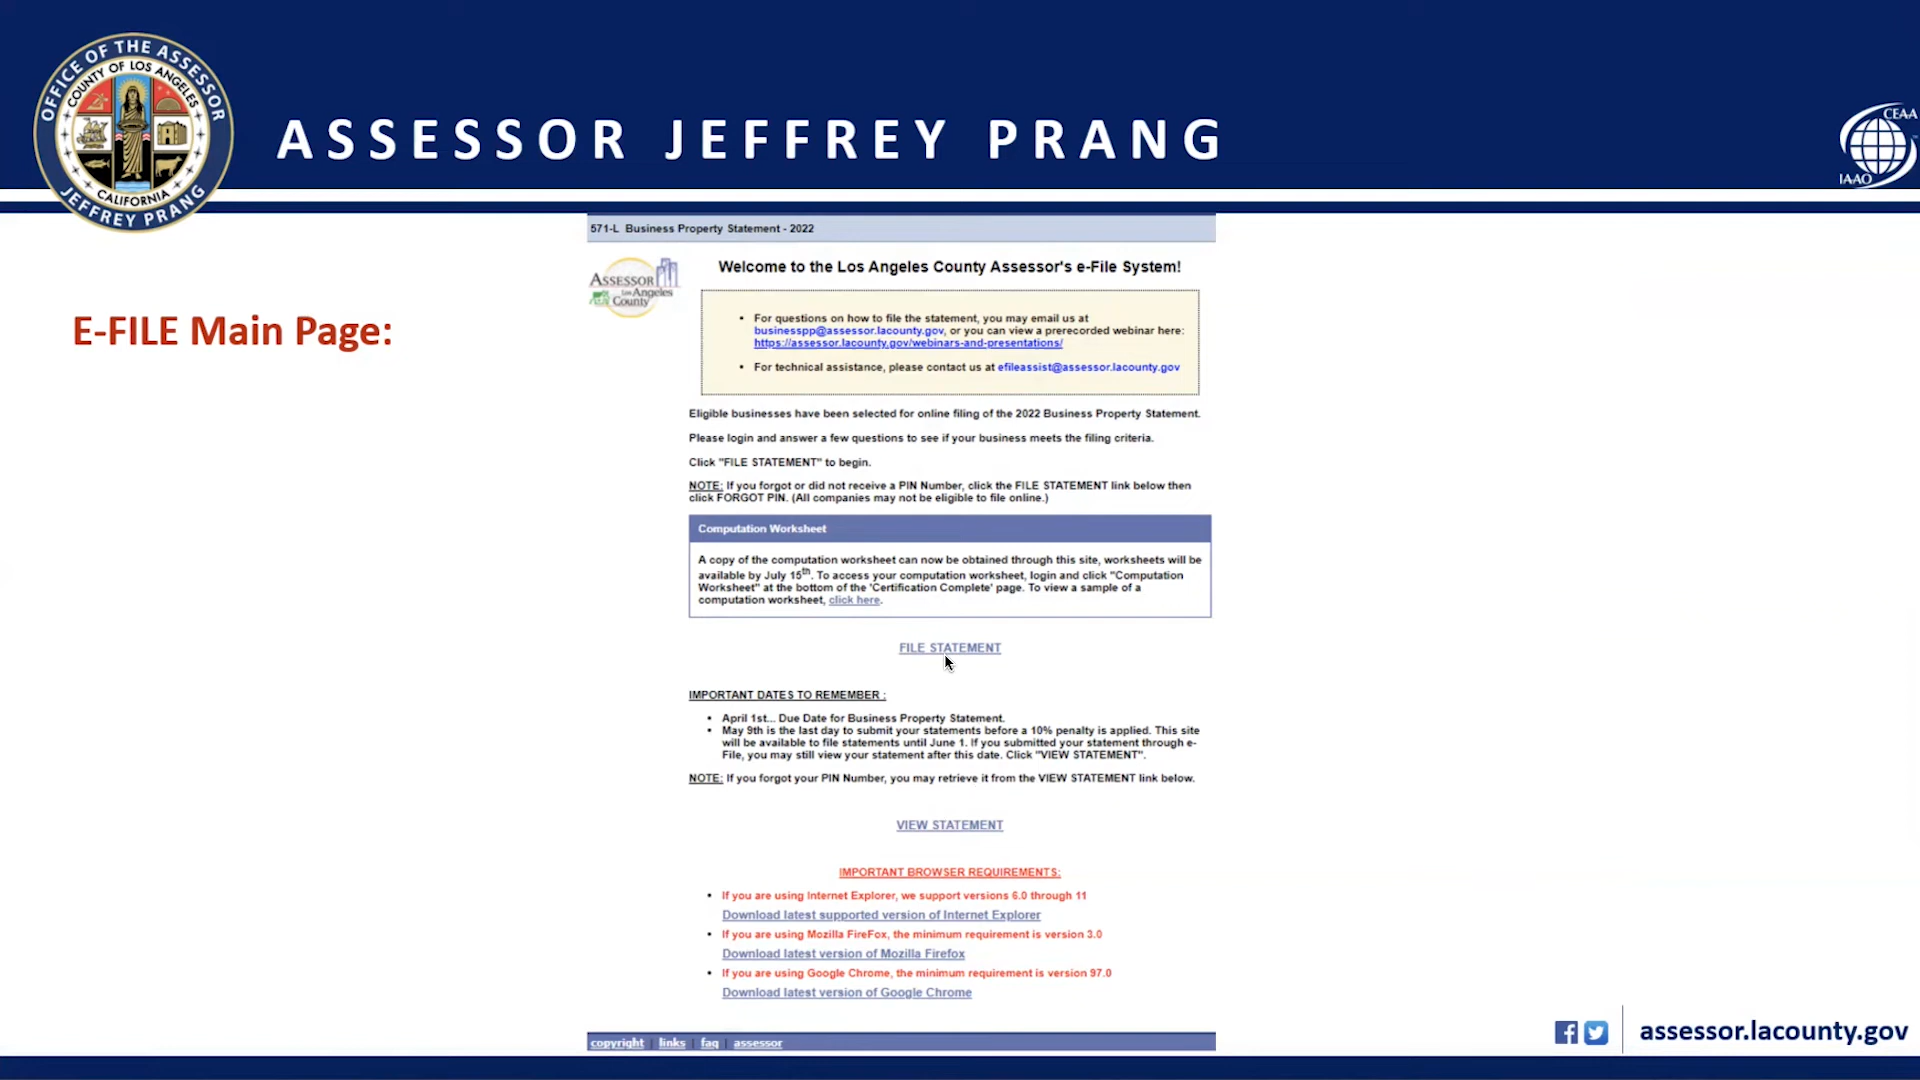 OFFICE OF THE ASSESSOR
COUNTY OF LOS ANGELES
CALIFORNIA
JEFFREY PRANG
ASSESSOR JEFFREY PRANG
CEAA
IAAO
E-FILE Main Page:
571-L Business Property Statement - 2022
ASSESSOR
Los Angeles
County
Welcome to the Los Angeles County Assessor's e-File System!
• For questions on how to file the statement, you may email us at
businesspp@assessor.lacounty.gov, or you can view a prerecorded webinar here:
https://assessor.lacounty.gov/webinars-and-presentations/
• For technical assistance, please contact us at efileassist@assessor.lacounty.gov
Eligible businesses have been selected for online filing of the 2022 Business Property Statement.
Please login and answer a few questions to see if your business meets the filing criteria.
Click "FILE STATEMENT" to begin.
NOTE: If you forgot or did not receive a PIN Number, click the FILE STATEMENT link below then
click FORGOT PIN. (All companies may not be eligible to file online.)
Computation Worksheet
A copy of the computation worksheet can now be obtained through this site, worksheets will be
available by July 15th. To access your computation worksheet, login and click "Computation
Worksheet" at the bottom of the 'Certification Complete' page. To view a sample of a
computation worksheet, click here.
FILE STATEMENT
IMPORTANT DATES TO REMEMBER :
• April 1st... Due Date for Business Property Statement.
• May 9th is the last day to submit your statements before a 10% penalty is applied. This site
will be available to file statements until June 1. If you submitted your statement through e-
File, you may still view your statement after this date. Click "VIEW STATEMENT".
NOTE: If you forgot your PIN Number, you may retrieve it from the VIEW STATEMENT link below.
VIEW STATEMENT
IMPORTANT BROWSER REQUIREMENTS:
• If you are using Internet Explorer, we support versions 6.0 through 11
Download latest supported version of Internet Explorer
• If you are using Mozilla FireFox, the minimum requirement is version 3.0
Download latest version of Mozilla Firefox
• If you are using Google Chrome, the minimum requirement is version 97.0
Download latest version of Google Chrome
copyright | links | faq | assessor
assessor.lacounty.gov